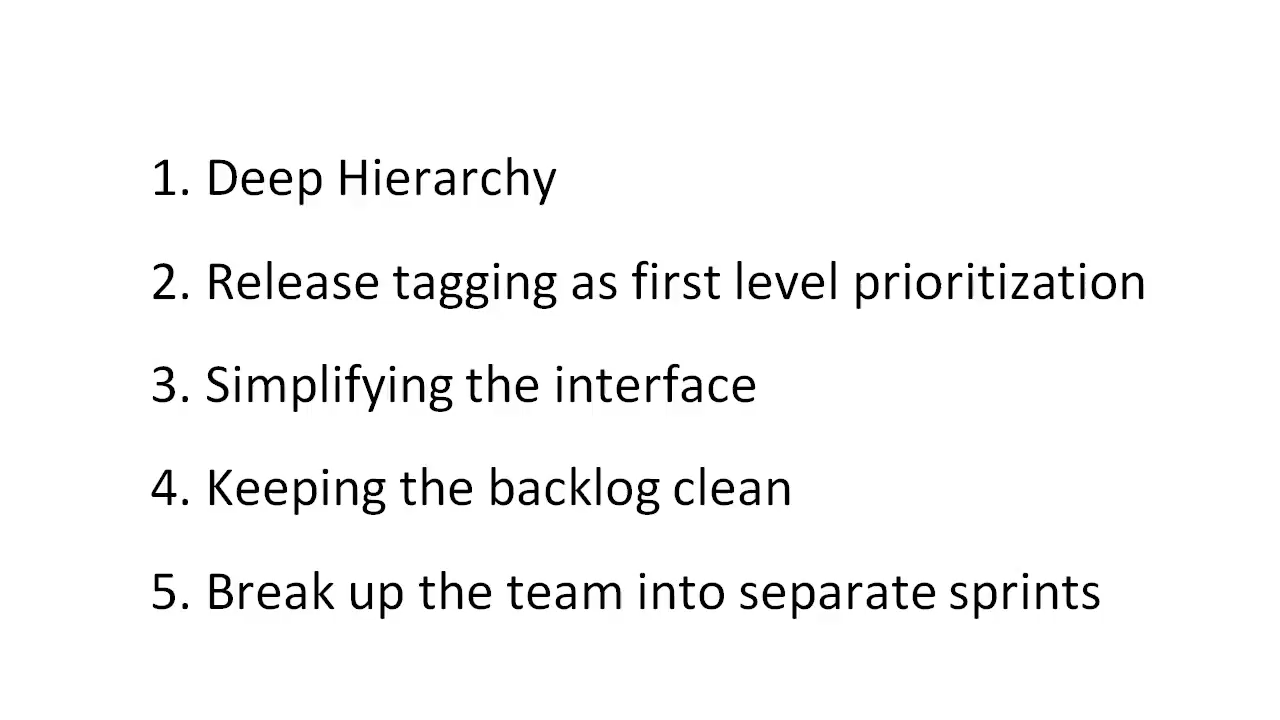 1. Deep Hierarchy
2. Release tagging as first level prioritization
3. Simplifying the interface
4. Keeping the backlog clean
5. Break up the team into separate sprints